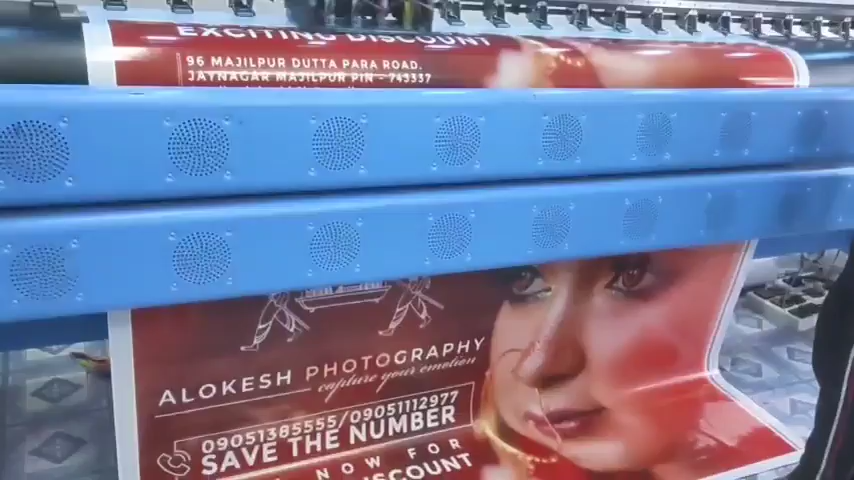 EXCITING DISCOUNT
96 MAJILPUR DUTTA PARA ROAD.
JAYNAGAR MAJILPUR PIN - 743337
ALOKESH PHOTOGRAPHY
capture your emotion
09051385555/09051112977
SAVE THE NUMBER
NOW FOR
DISCOUNT